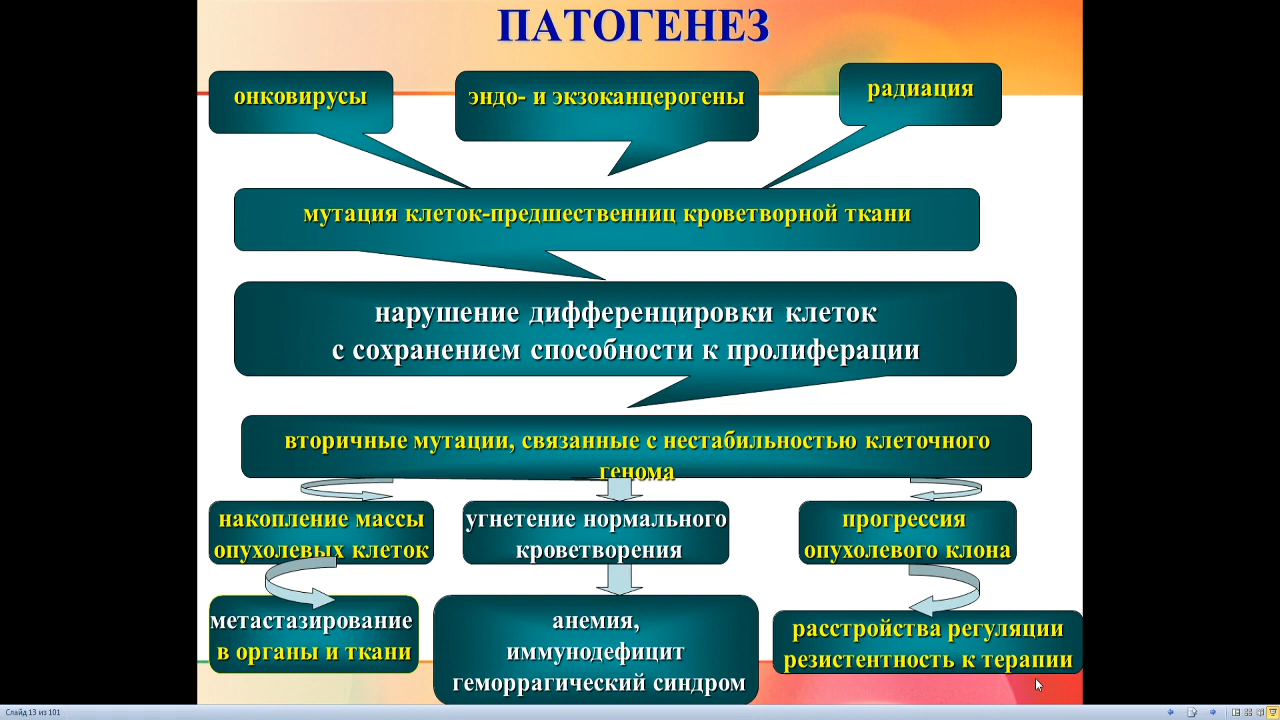 ПАТОГЕНЕЗ
онковирусы
эндо- и экзоканцерогены
радиация
мутация клеток-предшественниц кроветворной ткани
нарушение дифференцировки клеток
с сохранением способности к пролиферации
вторичные мутации, связанные с нестабильностью клеточного
генома
накопление массы
опухолевых клеток
угнетение нормального
кроветворения
прогрессия
опухолевого клона
метастазирование
в органы и ткани
анемия,
иммунодефицит
геморрагический синдром
расстройства регуляции
резистентность к терапии
Слайд 13 из 101